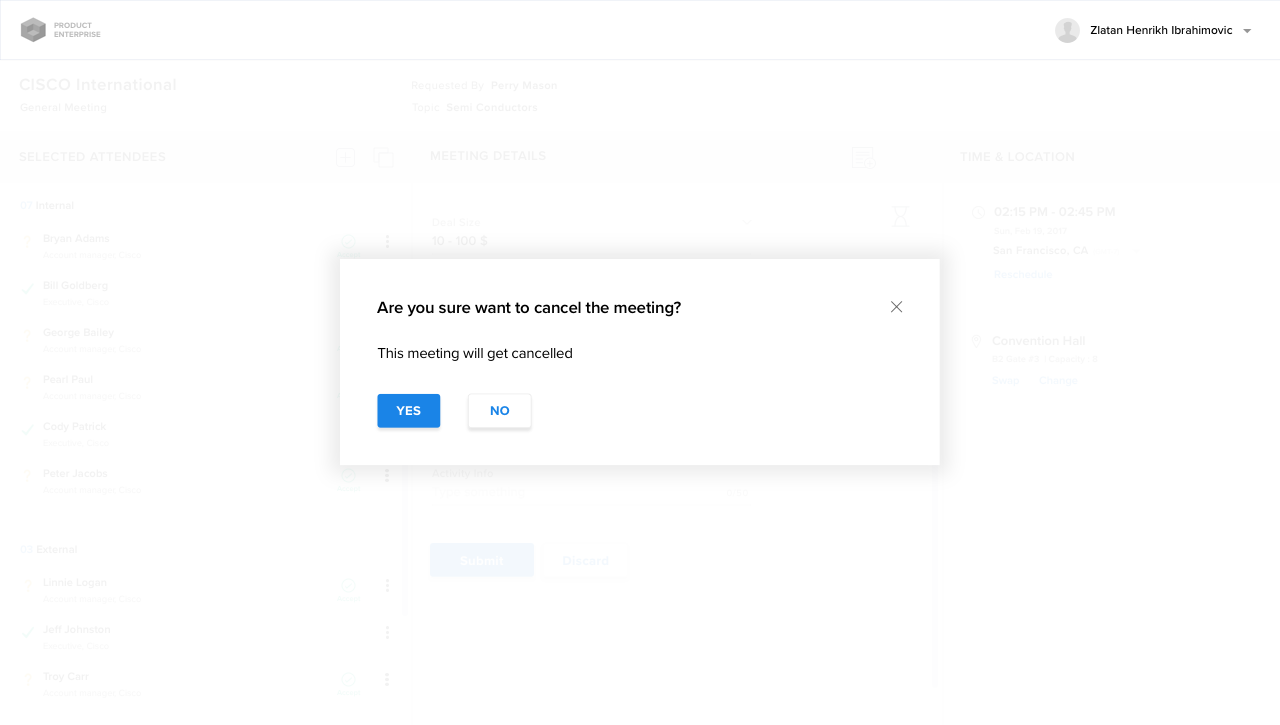 PRODUCT
ENTERPRISE
Zlatan Henrikh Ibrahimovic
CISCO International
General Meeting
Requested By Perry Mason
Topic Semi Conductors
SELECTED ATTENDEES
MEETING DETAILS
TIME & LOCATION
Internal
Bryan Adams
Bill Goldberg
George Bailey
Pearl Paul
Cody Patrick
Peter Jacobs
External
Linnie Logan
Jeff Johnston
Troy Carr
Deal Size
10 - 100 $
Are you sure want to cancel the meeting?
This meeting will get cancelled
YES
NO
Activity Info
Submit
Discard
02:15 PM - 02:45 PM
San Francisco, CA
Reschedule
Convention Hall
Swap
Change